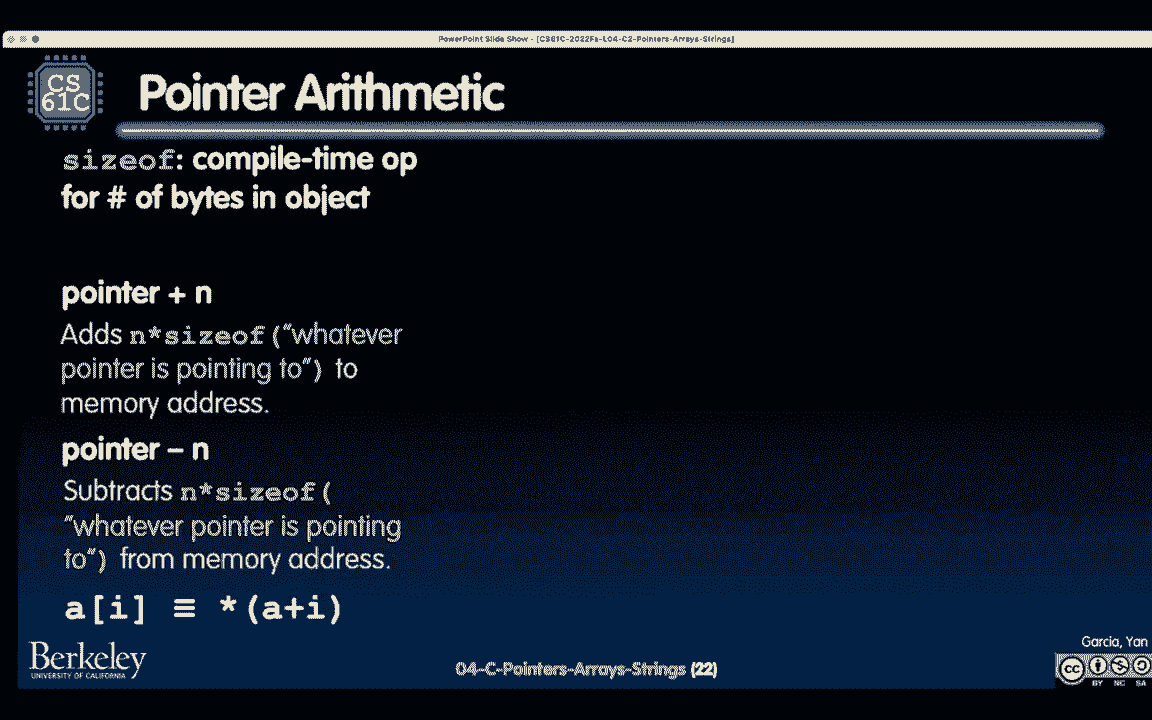 PowerPoint Slide Show - [CS61C-2022Fa-L04-C2-Pointers-Arrays-Strings]
CS
61C
Pointer Arithmetic
sizeof: compile-time op
for # of bytes in object
pointer + n
Adds n*sizeof(“whatever
pointer is pointing to”) to
memory address.
pointer – n
Subtracts n*sizeof(
“whatever pointer is pointing
to”) from memory address.
a[i] ≡ *(a+i)
Garcia, Yan
Berkeley
UNIVERSITY OF CALIFORNIA
04-C-Pointers-Arrays-Strings (22)
cc
BY NC SA